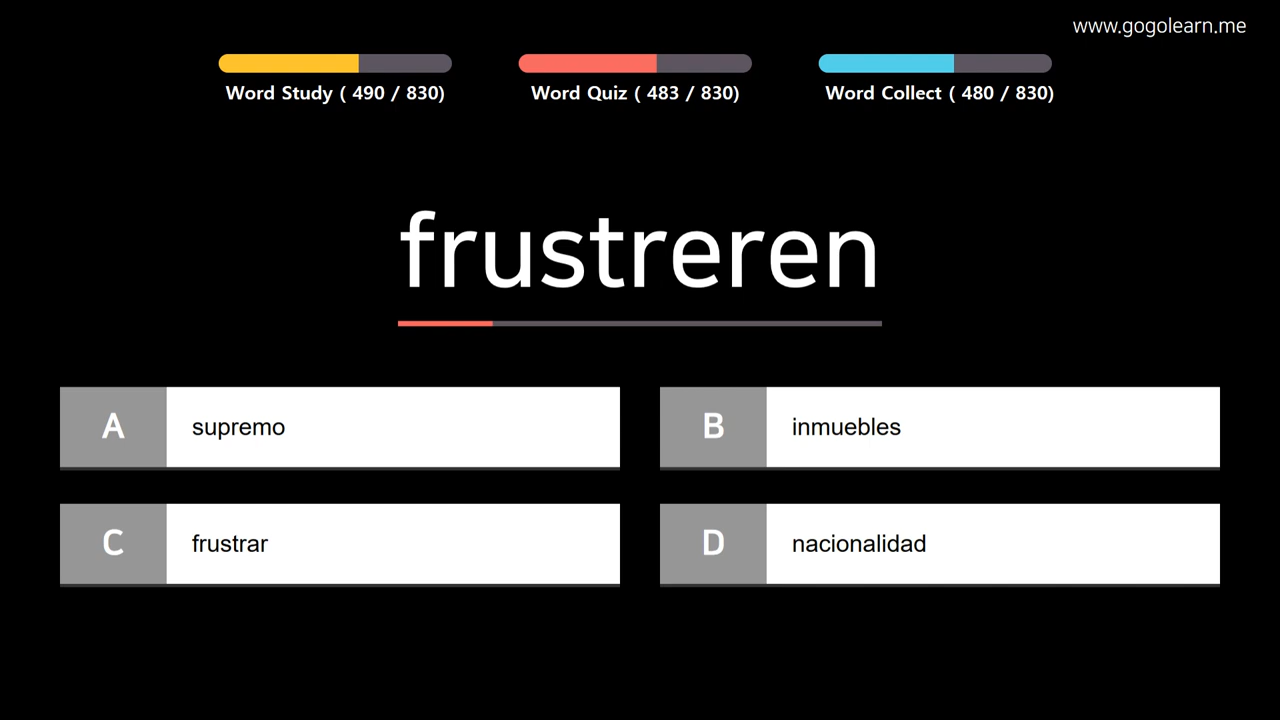 www.gogolearn.me
Word Study ( 490 / 830)
Word Quiz ( 483 / 830)
Word Collect ( 480 / 830)
frustreren
A supremo
B inmuebles
C frustrar
D nacionalidad